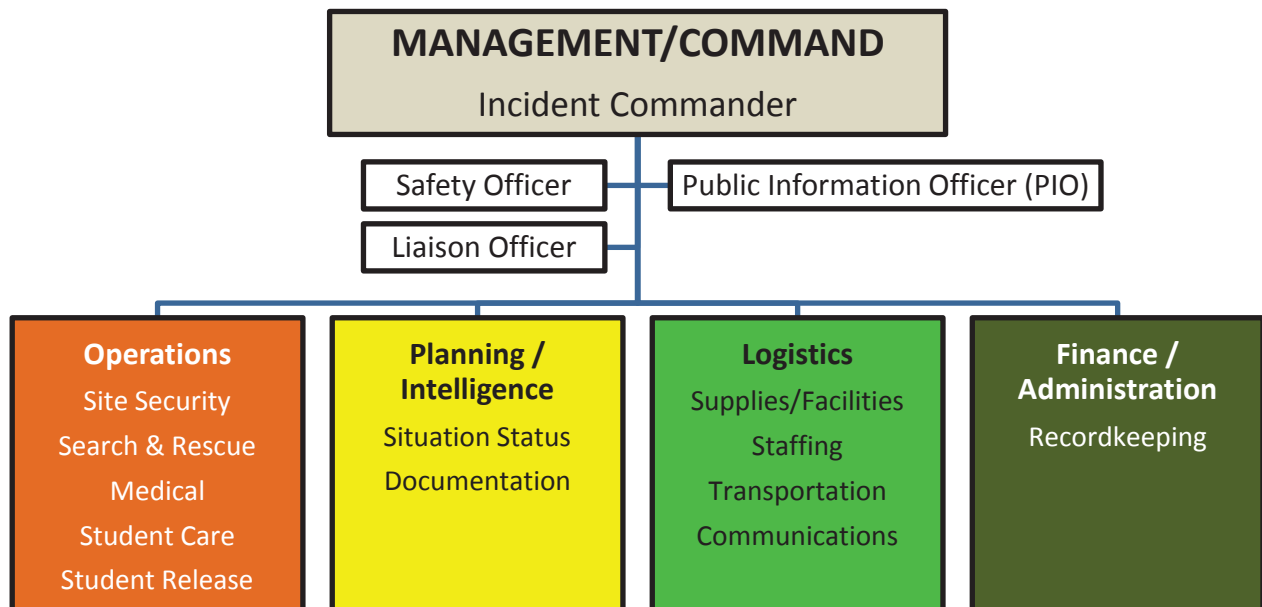 MANAGEMENT/COMMAND
Incident Commander
Safety Officer
Public Information Officer (PIO)
Liaison Officer
Operations
Site Security
Search & Rescue
Medical
Student Care
Student Release
Planning /
Intelligence
Situation Status
Documentation
Logistics
Supplies/Facilities
Staffing
Transportation
Communications
Finance /
Administration
Recordkeeping